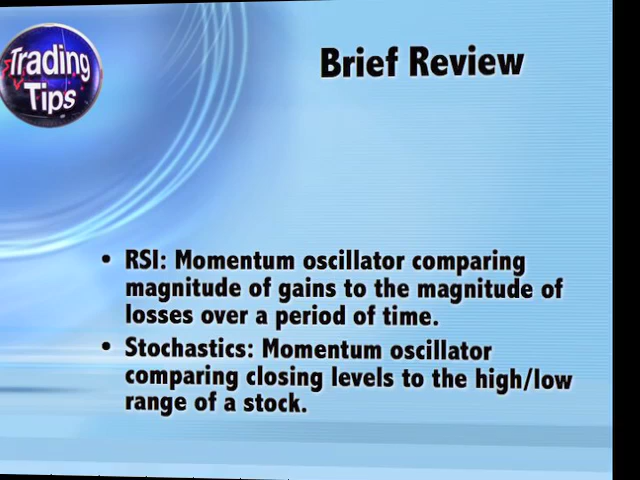 Trading
Tips
Brief Review
• RSI: Momentum oscillator comparing
magnitude of gains to the magnitude of
losses over a period of time.
• Stochastics: Momentum oscillator
comparing closing levels to the high/low
range of a stock.